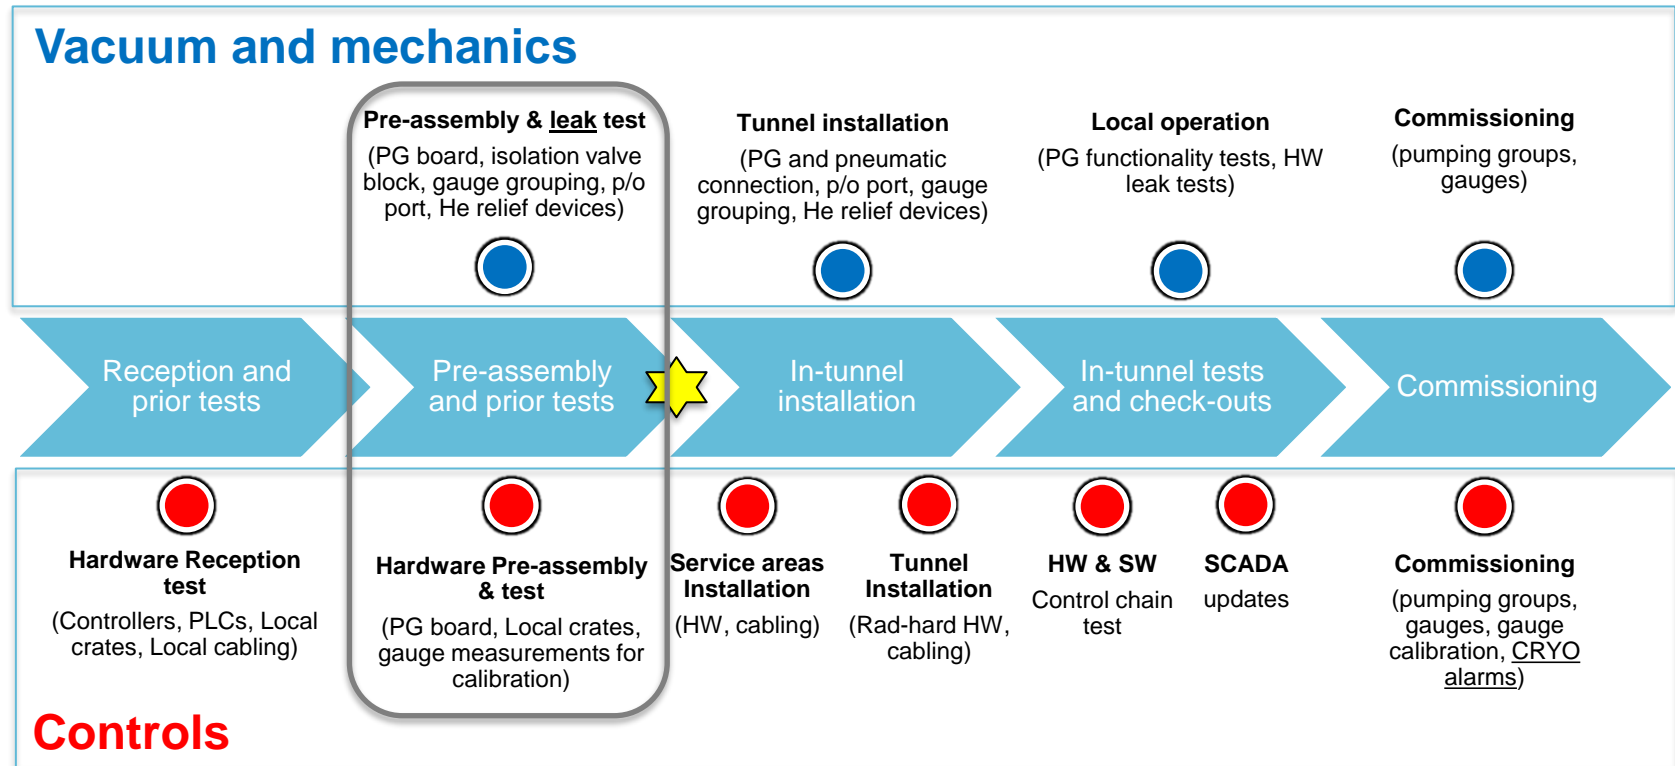 Vacuum and mechanics
Pre-assembly & leak test
(PG board, isolation valve
block, gauge grouping, p/o
port, He relief devices)
Tunnel installation
(PG and pneumatic
connection, p/o port, gauge
grouping, He relief devices)
Local operation
(PG functionality tests, HW
leak tests)
Commissioning
(pumping groups,
gauges)
Reception and
prior tests
Pre-assembly
and prior tests
In-tunnel
installation
In-tunnel tests
and check-outs
Commissioning
Hardware Reception
test
(Controllers, PLCs, Local
crates, Local cabling)
Hardware Pre-assembly
& test
(PG board, Local crates,
gauge measurements for
calibration)
Service areas
Installation
(HW, cabling)
Tunnel
Installation
(Rad-hard HW,
cabling)
HW & SW
Control chain
test
SCADA
updates
Commissioning
(pumping groups,
gauges, gauge
calibration, CRYO
alarms)
Controls